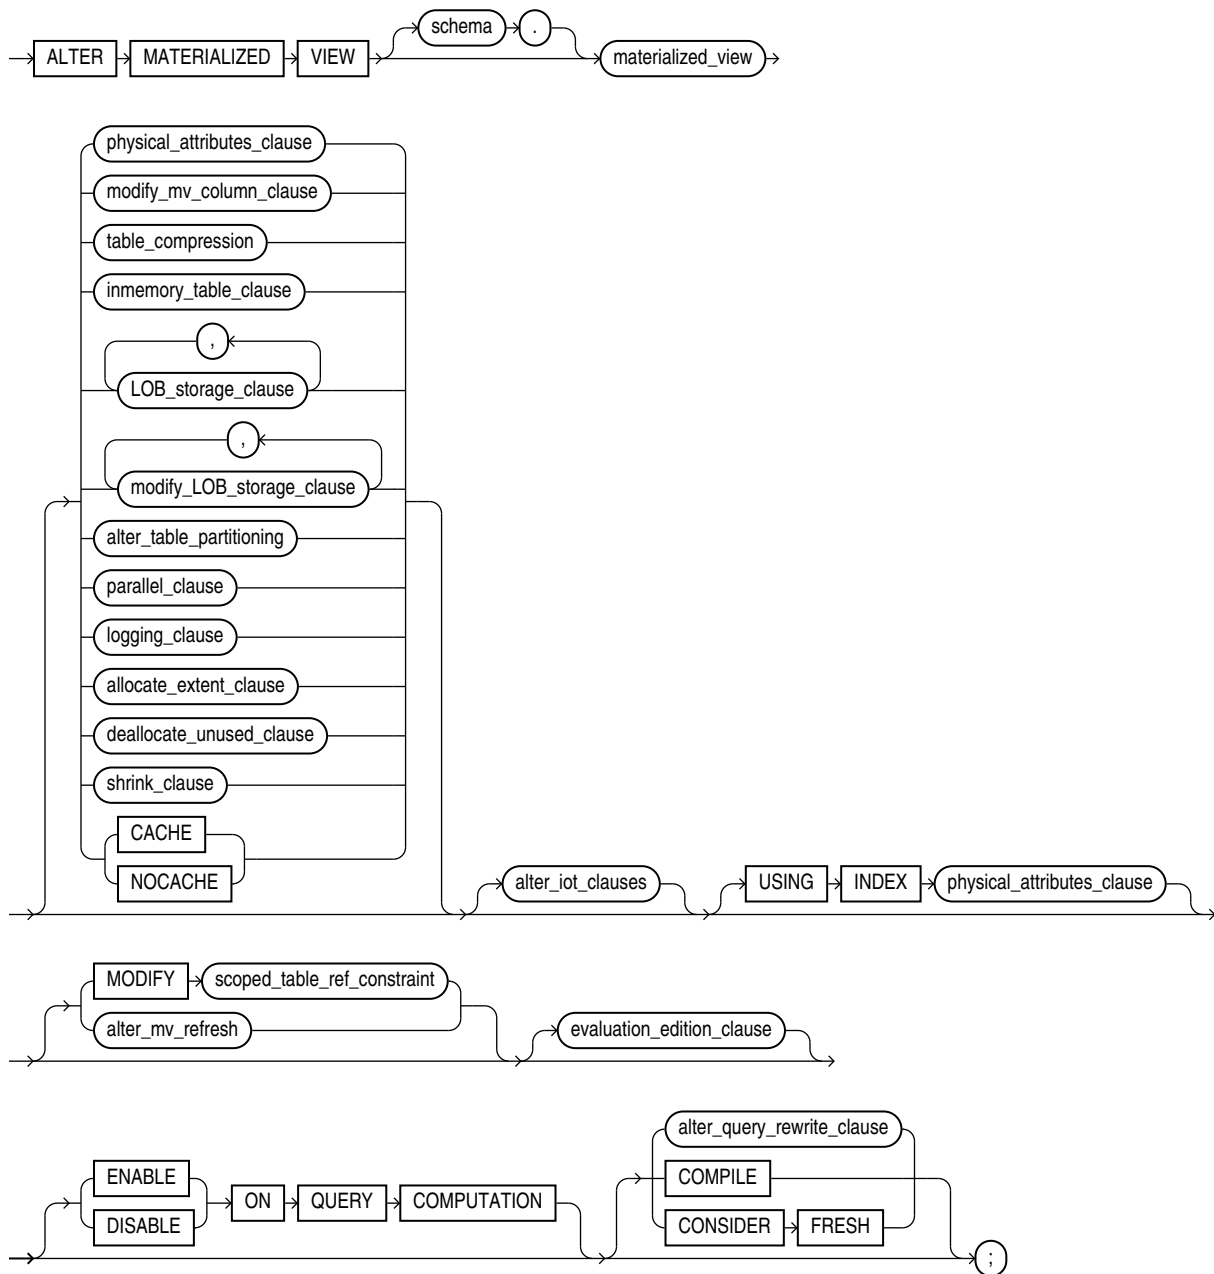 schema .
ALTER MATERIALIZED VIEW materialized_view
physical_attributes_clause
modify_mv_column_clause
table_compression
inmemory_table_clause
,
LOB_storage_clause
,
modify_LOB_storage_clause
alter_table_partitioning
parallel_clause
logging_clause
allocate_extent_clause
deallocate_unused_clause
shrink_clause
CACHE
NOCACHE alter_iot_clauses USING INDEX physical_attributes_clause
MODIFY scoped_table_ref_constraint
alter_mv_refresh evaluation_edition_clause
alter_query_rewrite_clause
ENABLE COMPILE
ON QUERY COMPUTATION
DISABLE CONSIDER FRESH
;